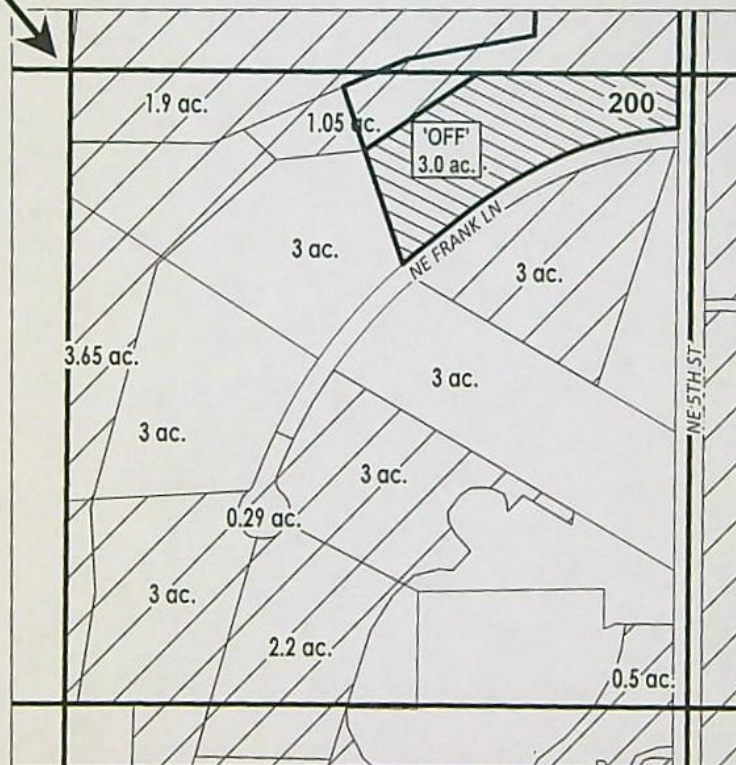 1.9 ac.
1.05 ac.
200
'OFF'
3.0 ac.
3 ac.
NE FRANK LN
3 ac.
3.65 ac.
3 ac.
NE 5TH ST
3 ac.
3 ac.
0.29 ac.
3 ac.
2.2 ac.
0.5 ac.